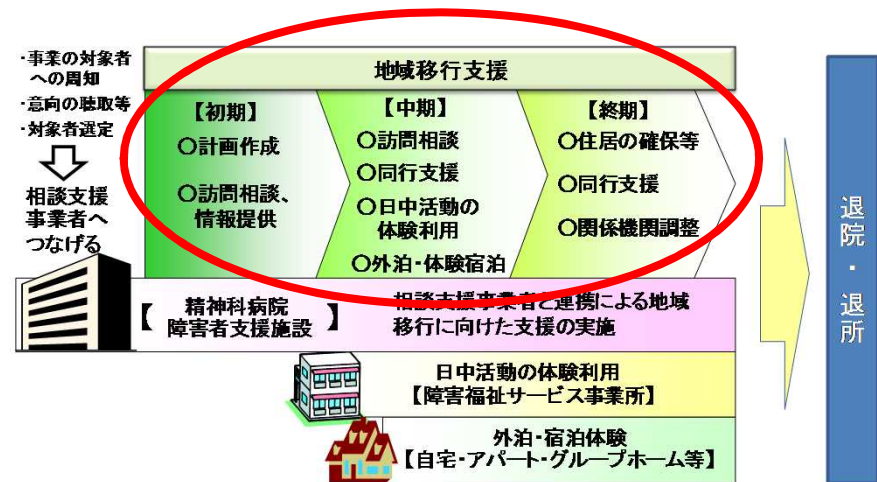 ・事業の対象者
への周知
・意向の聴取等
・対象者選定
相談支援
事業者へ
つなげる
地域移行支援
【初期】
〇計画作成
〇訪問相談、
情報提供
【中期】
〇訪問相談
〇同行支援
〇日中活動の
体験利用
〇外泊・体験宿泊
【終期】
〇住居の確保等
〇同行支援
〇関係機関調整
【 精神科病院
障害者支援施設 】
相談支援事業者と連携による地域
移行に向けた支援の実施
日中活動の体験利用
【障害福祉サービス事業所】
外泊・宿泊体験
【自宅・アパート・グループホーム等】
退院・退所